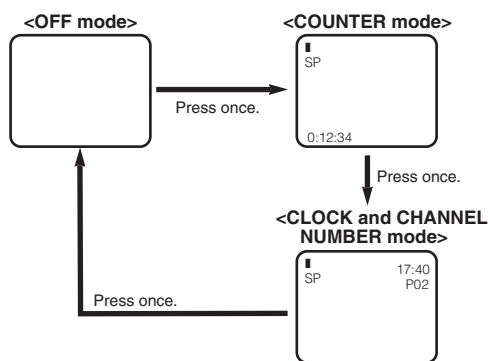 <OFF mode>
<COUNTER mode>
SP
0:12:34
Press once.
Press once.
<CLOCK and CHANNEL
NUMBER mode>
SP
17:40
P02
Press once.